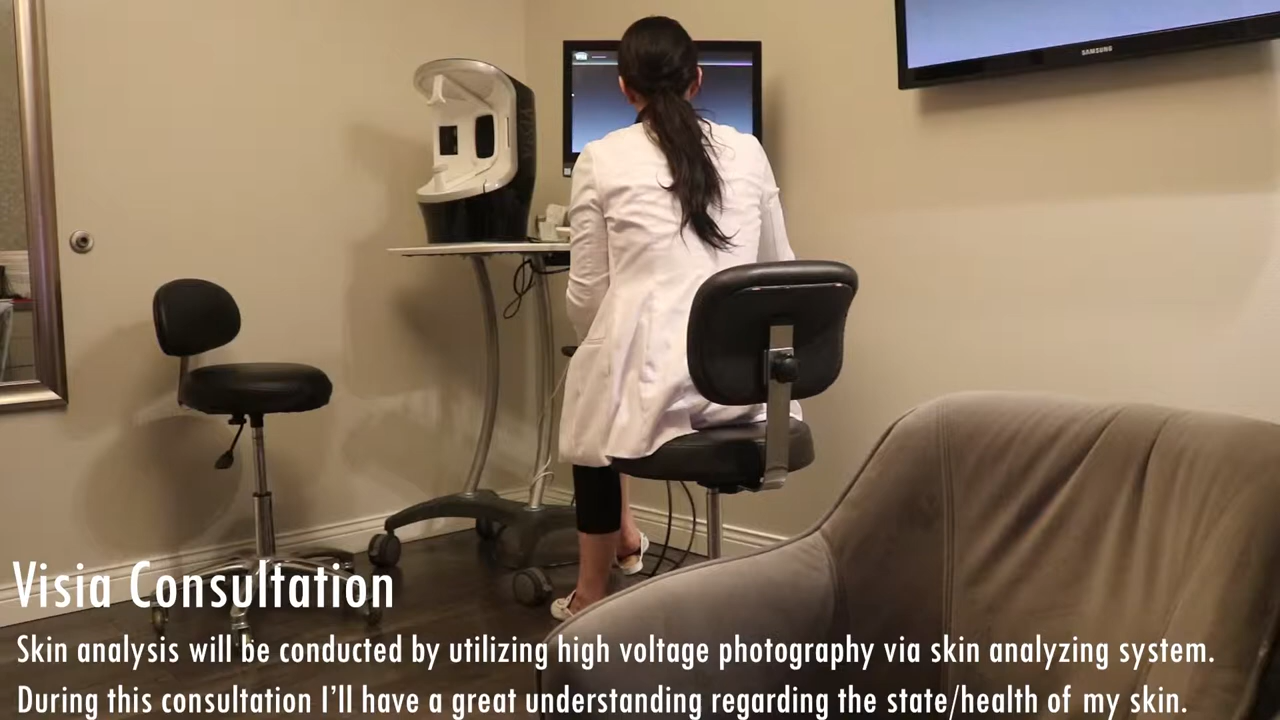 SAMSUNG
Visia Consultation
Skin analysis will be conducted by utilizing high voltage photography via skin analyzing system.
During this consultation I'll have a great understanding regarding the state/health of my skin.